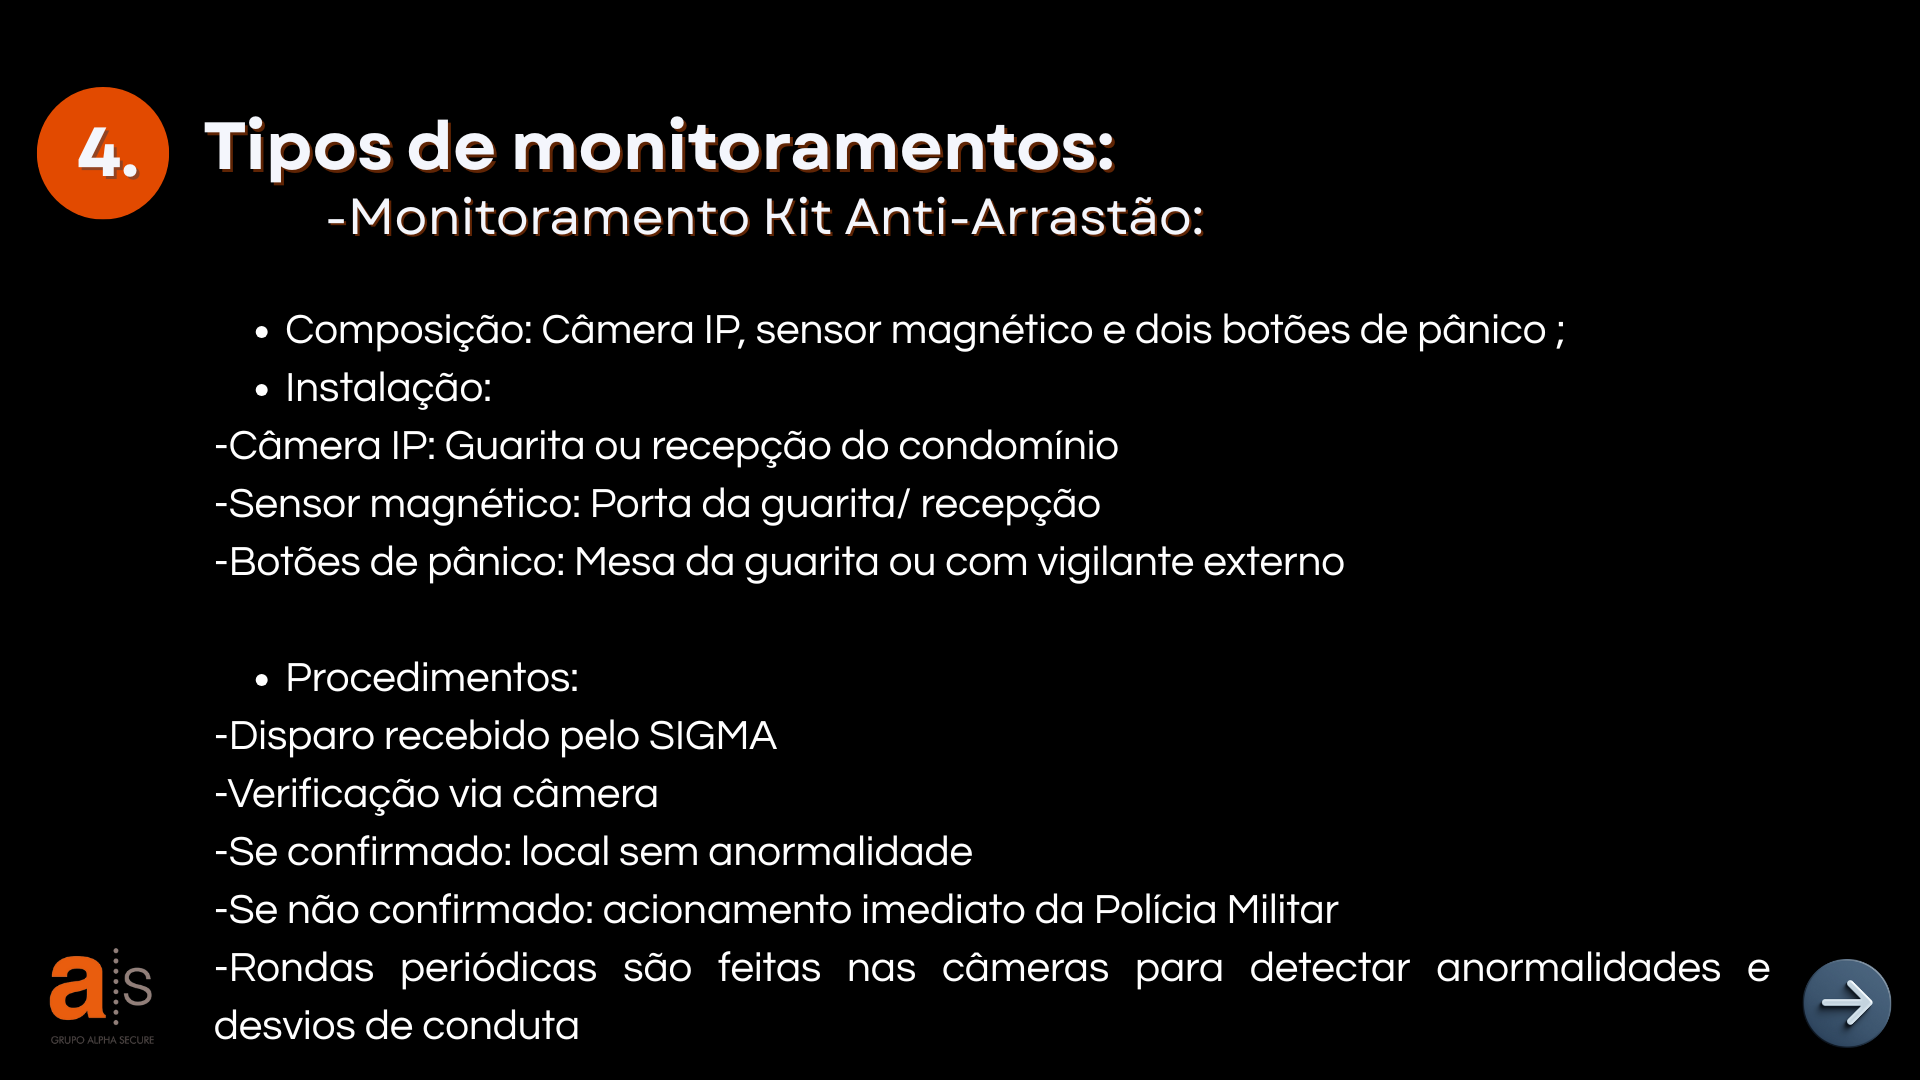 4.
Tipos de monitoramentos:
-Monitoramento Kit Anti-Arrastão:
• Composição: Câmera IP, sensor magnético e dois botões de pânico ;
• Instalação:
-Câmera IP: Guarita ou recepção do condomínio
-Sensor magnético: Porta da guarita/ recepção
-Botões de pânico: Mesa da guarita ou com vigilante externo
• Procedimentos:
-Disparo recebido pelo SIGMA
-Verificação via câmera
-Se confirmado: local sem anormalidade
-Se não confirmado: acionamento imediato da Polícia Militar
-Rondas periódicas são feitas nas câmeras para detectar anormalidades e
desvios de conduta
a s
GRUPO ALPHA SECURE